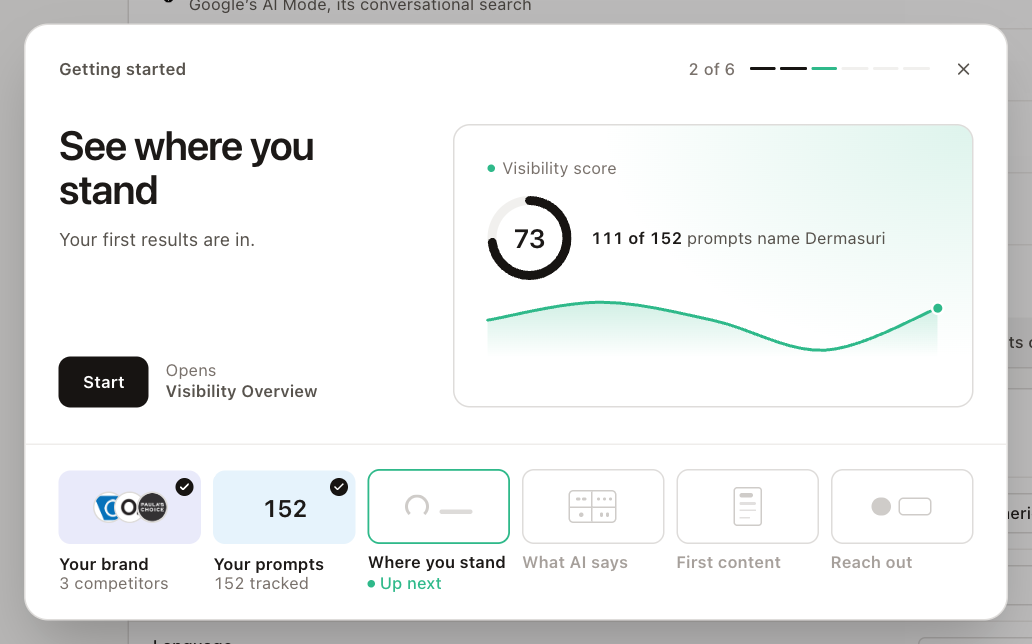 Google's AI Mode, its conversational search
Getting started
2 of 6
See where you
stand
Your first results are in.
Start
Opens
Visibility Overview
Visibility score
73
111 of 152 prompts name Dermasuri
PAULA'S
CHOICE
152
Your brand
3 competitors
Your prompts
152 tracked
Where you stand
Up next
What AI says
First content
Reach out